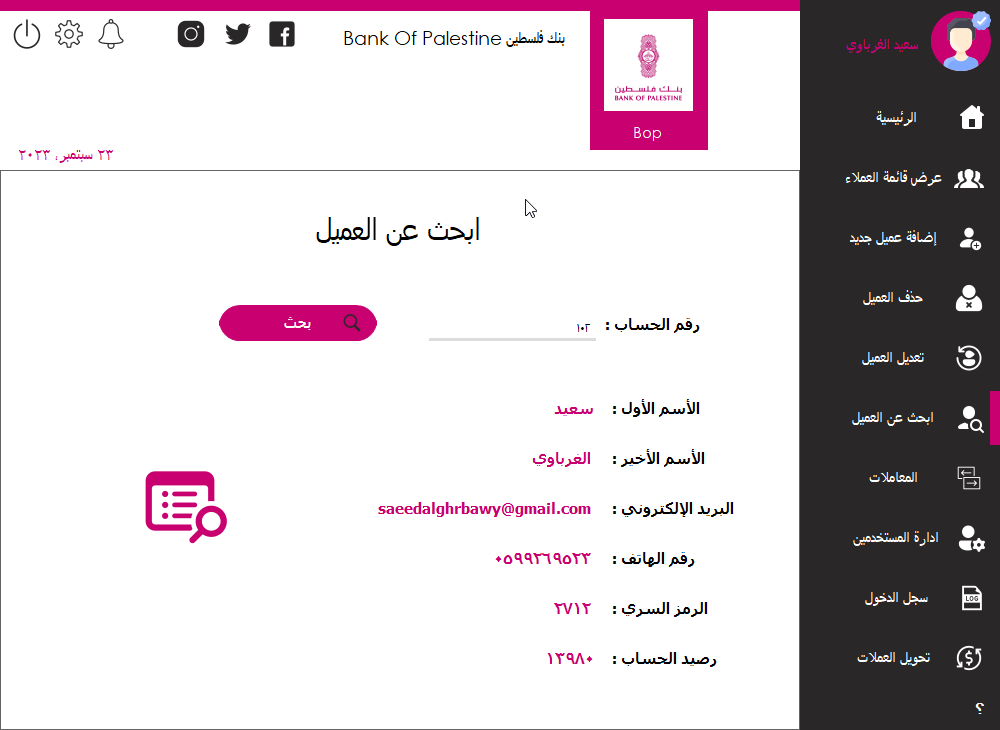 بنك فلسطين Bank Of Palestine
بنك فلسطين
BANK OF PALESTINE
Bop
٢٣ سبتمبر، ٢٠٢٣
سعيد الغرباوي
الرئيسية
عرض قائمة العملاء
إضافة عميل جديد
حذف العميل
تعديل العميل
ابحث عن العميل
المعاملات
ادارة المستخدمين
LOG
سجل الدخول
تحويل العملات
؟
ابحث عن العميل
رقم الحساب : ١٠٢
بحث
الأسم الأول : سعيد
الأسم الأخير : الغرباوي
البريد الإلكتروني : saeedalghrbawy@gmail.com
رقم الهاتف : ٠٥٩٩٢٦٩٥٢٣
الرمز السري : ٢٧١٢
رصيد الحساب : ١٣٩٨٠